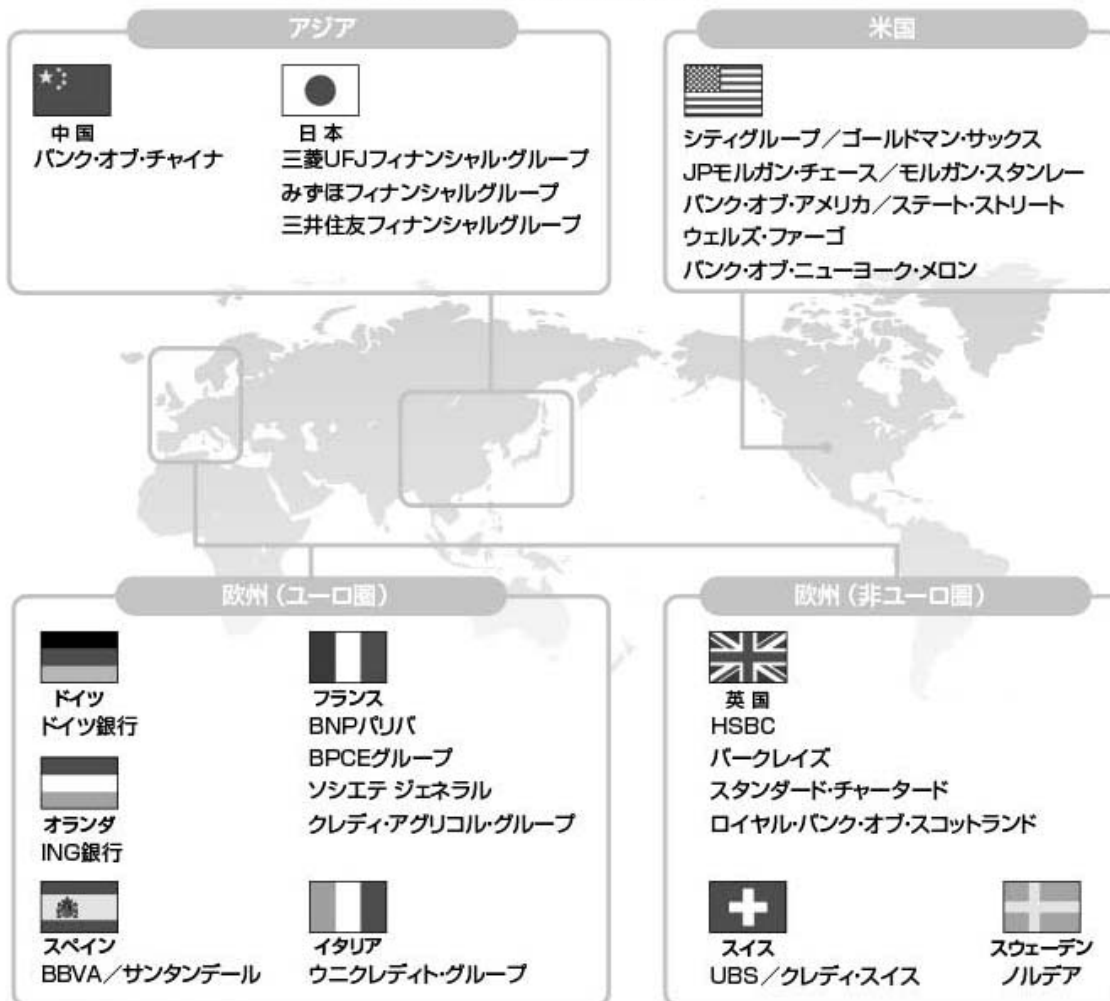 アジア
中国
バンク・オブ・チャイナ
日本
三菱UFJフィナンシャル・グループ
みずほフィナンシャルグループ
三井住友フィナンシャルグループ
米国
シティグループ／ゴールドマン・サックス
JPモルガン・チェース／モルガン・スタンレー
バンク・オブ・アメリカ／ステート・ストリート
ウェルズ・ファーゴ
バンク・オブ・ニューヨーク・メロン
欧州（ユーロ圏）
ドイツ
ドイツ銀行
フランス
BNPパリバ
BPCEグループ
ソシエテ ジェネラル
クレディ・アグリコル・グループ
オランダ
ING銀行
スペイン
BBVA／サンタンデール
イタリア
ウニクレディト・グループ
欧州（非ユーロ圏）
英国
HSBC
バークレイズ
スタンダード・チャータード
ロイヤル・バンク・オブ・スコットランド
スイス
UBS／クレディ・スイス
スウェーデン
ノルデア